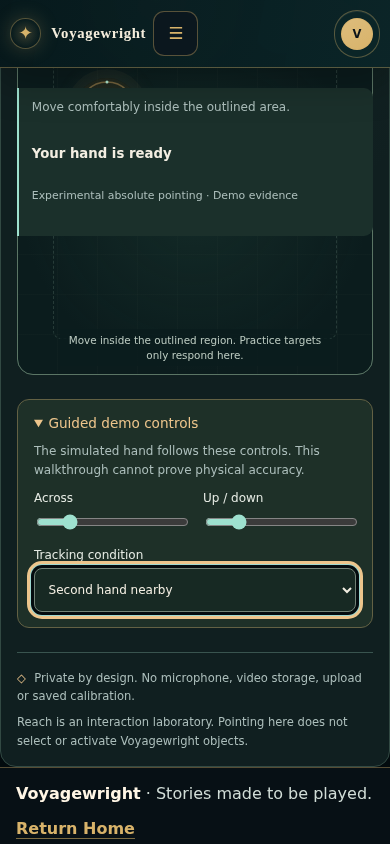 Voyagewright
V
Move comfortably inside the outlined area.
Your hand is ready
Experimental absolute pointing · Demo evidence
Move inside the outlined region. Practice targets
only respond here.
Guided demo controls
The simulated hand follows these controls. This
walkthrough cannot prove physical accuracy.
Across Up / down
Tracking condition
Second hand nearby
Private by design. No microphone, video storage, upload
or saved calibration.
Reach is an interaction laboratory. Pointing here does not
select or activate Voyagewright objects.
Voyagewright · Stories made to be played.
Return Home